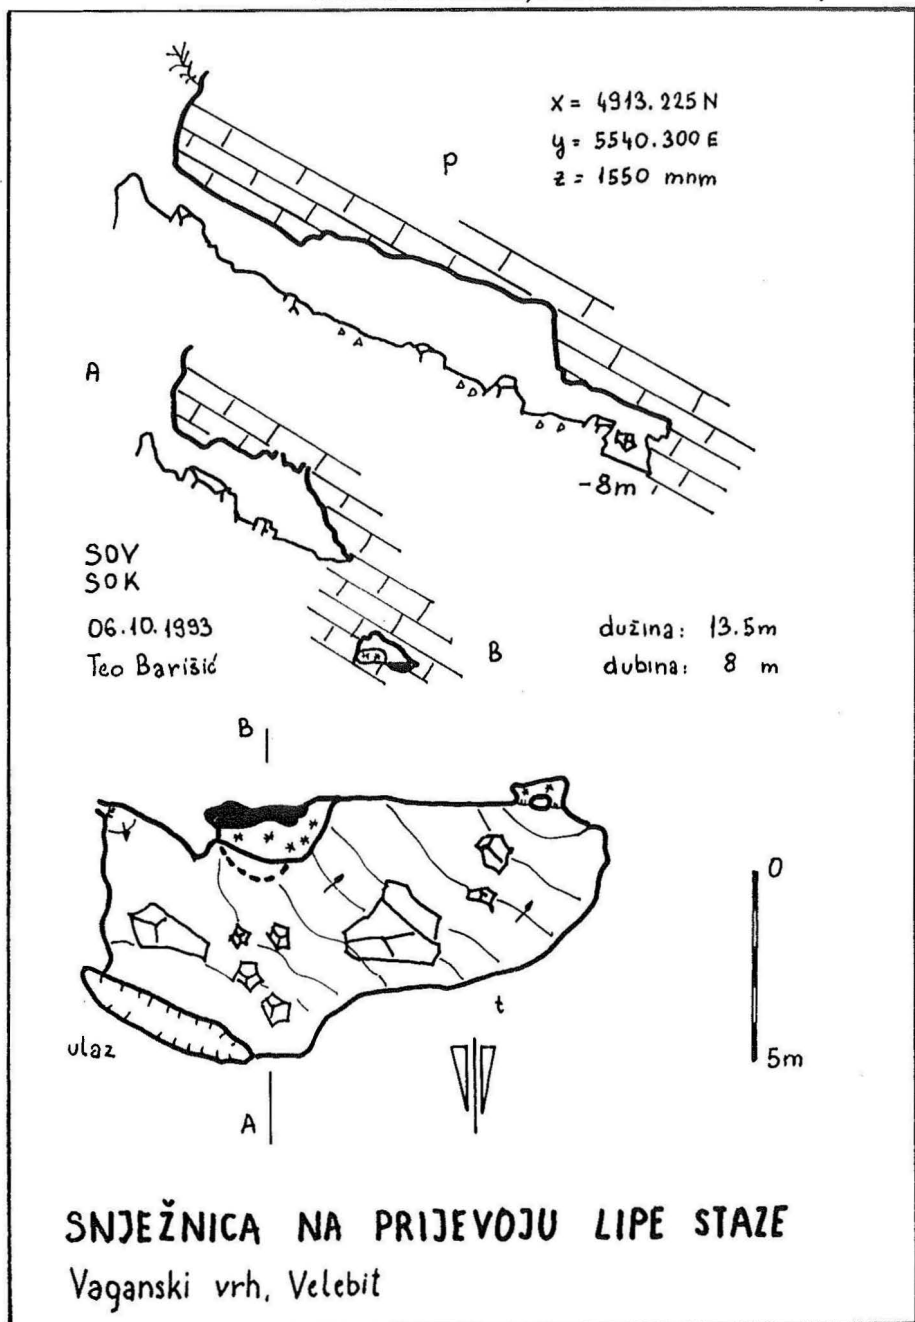 x = 4913.225 N
y = 5540.300 E
z = 1550 mnm
P
A
-8m
SOV
SOK
06.10.1993
Teo Barišić
B
dužina: 13.5m
dubina: 8 m
B
0
5m
t
ulaz
A
SNJEŽNICA NA PRIJEVOJU LIPE STAZE
Vaganski vrh, Velebit